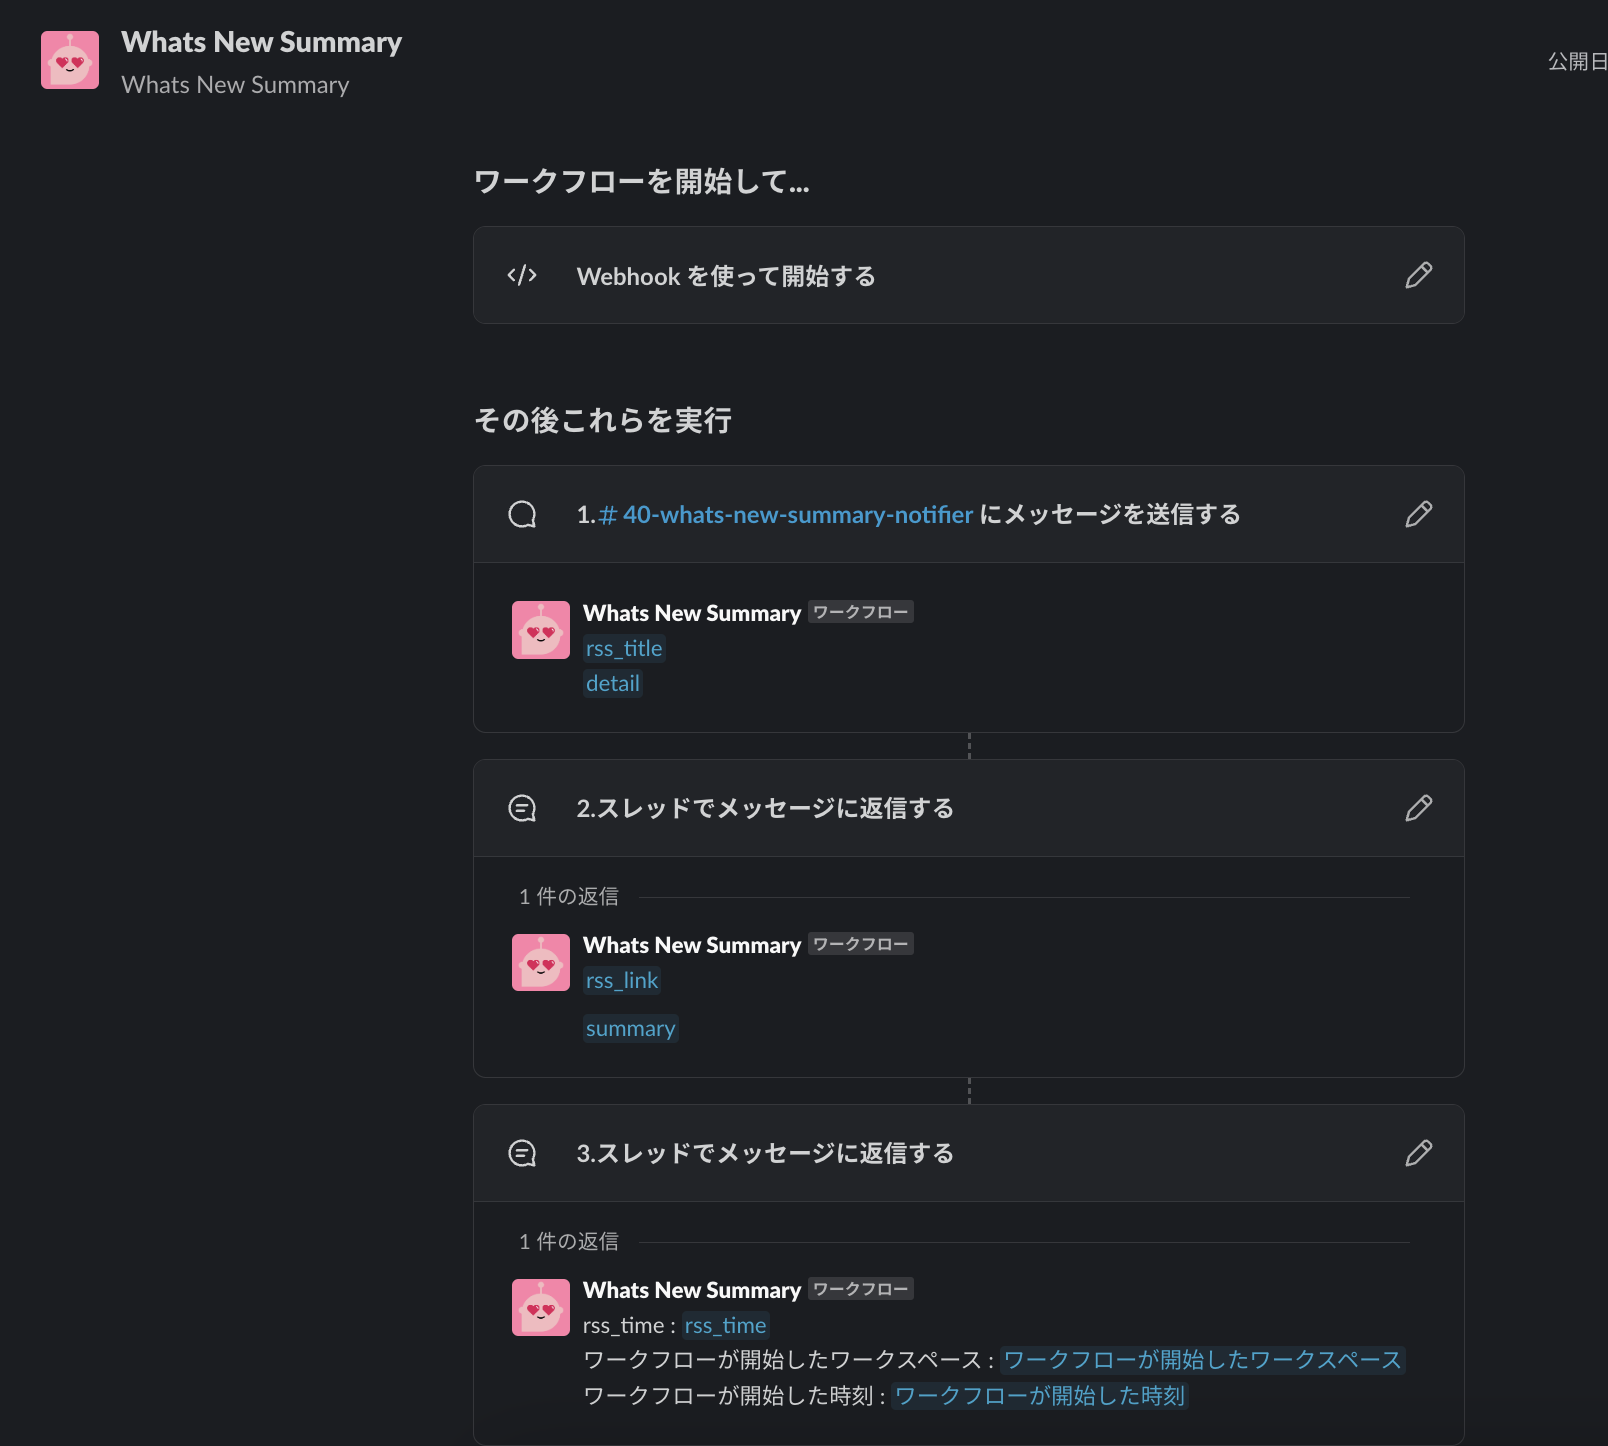 Whats New Summary
Whats New Summary
公開日
ワークフローを開始して...
Webhook を使って開始する
その後これらを実行
1.# 40-whats-new-summary-notifier にメッセージを送信する
Whats New Summary ワークフロー
rss_title
detail
2.スレッドでメッセージに返信する
1 件の返信
Whats New Summary ワークフロー
rss_link
summary
3.スレッドでメッセージに返信する
1 件の返信
Whats New Summary ワークフロー
rss_time : rss_time
ワークフローが開始したワークスペース : ワークフローが開始したワークスペース
ワークフローが開始した時刻 : ワークフローが開始した時刻